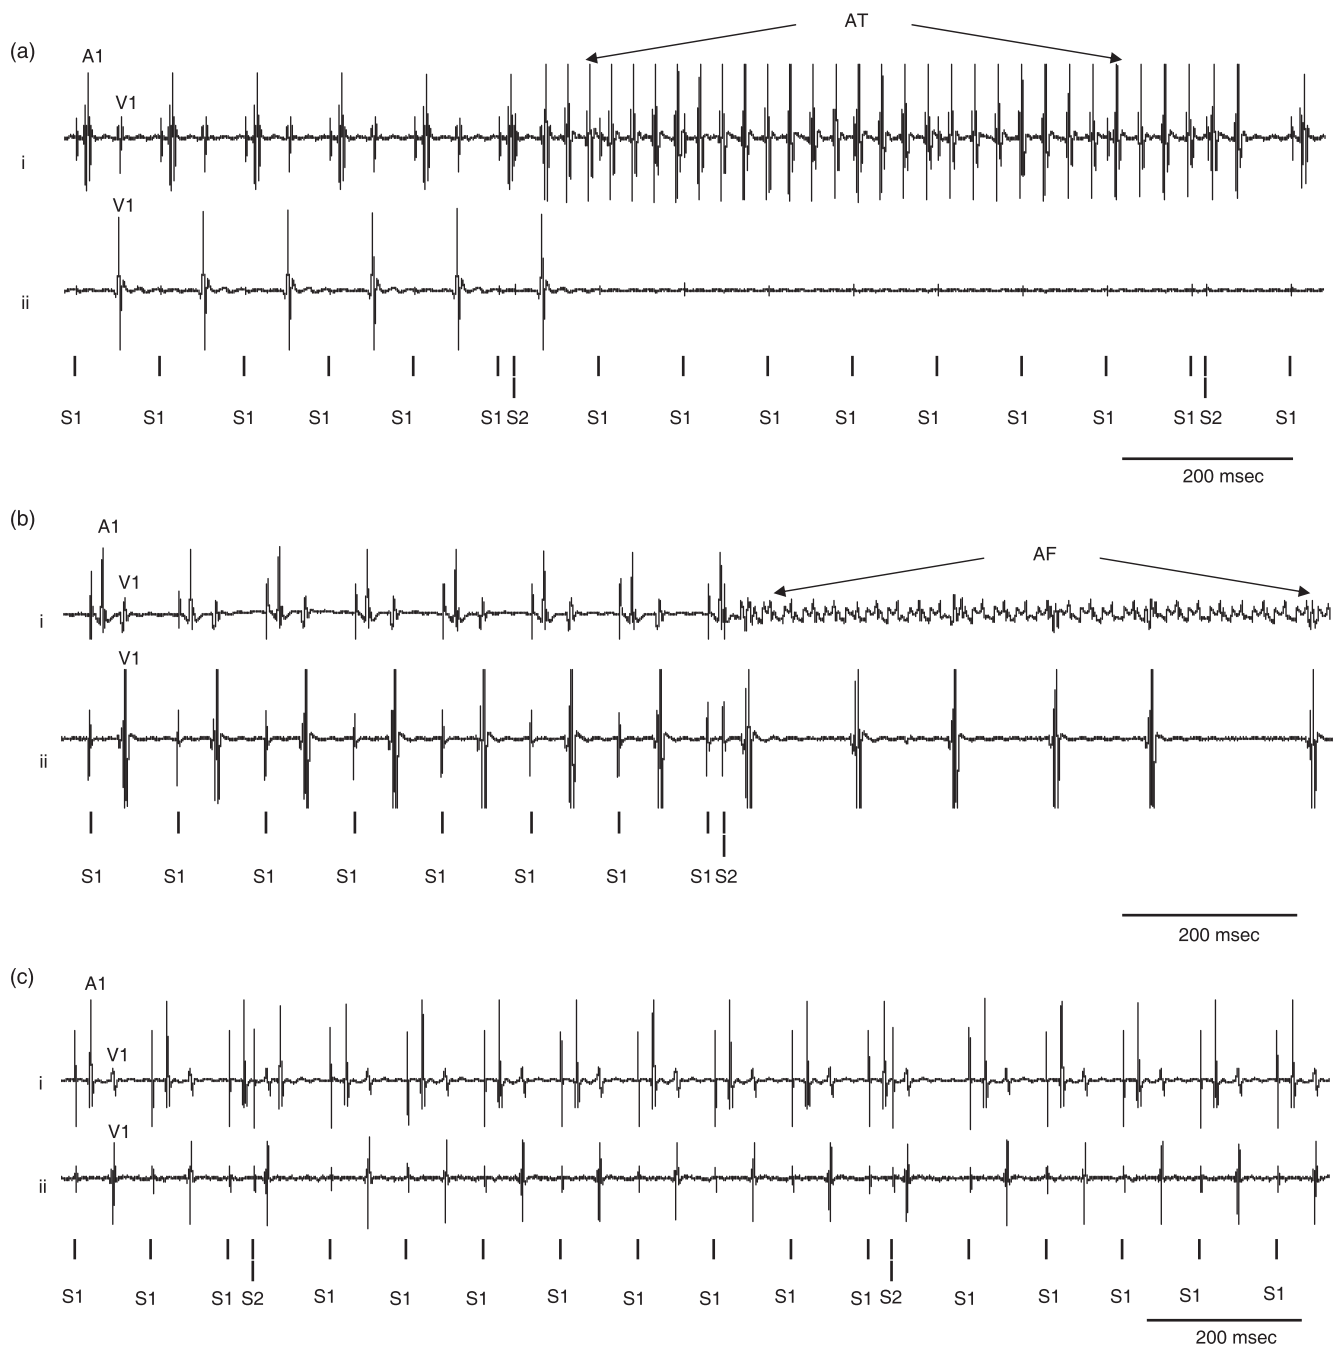 AT
(a)
A1
V1
i
V1
ii
S1 S1 S1 S1 S1 S1 S2 S1 S1 S1 S1 S1 S1 S1 S1 S2 S1
200 msec
(b)
A1
AF
V1
i
V1
ii
S1 S1 S1 S1 S1 S1 S1 S1 S2
200 msec
(c)
A1
V1
i
V1
ii
S1 S1 S1 S2 S1 S1 S1 S1 S1 S1 S1 S1 S2 S1 S1 S1 S1 S1
200 msec